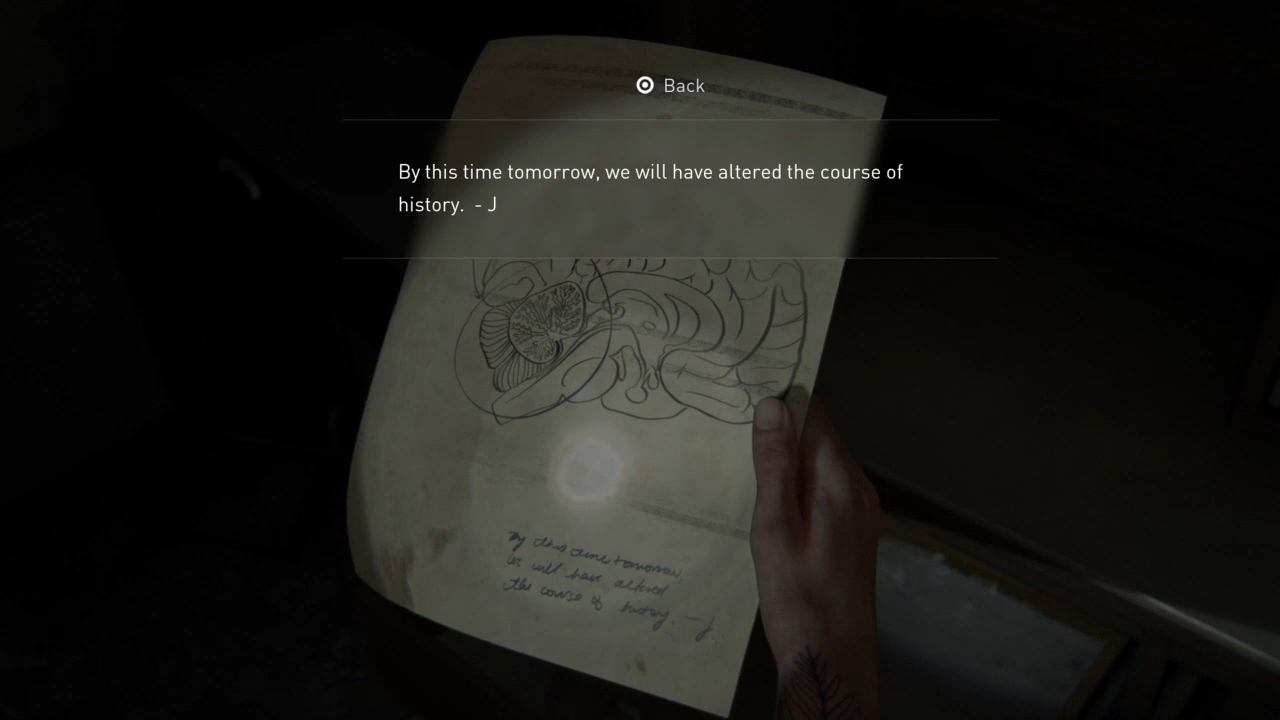 Back
By this time tomorrow, we will have altered the course of
history. - J
By this time tomorrow,
we will have altered
the course of history. - J.